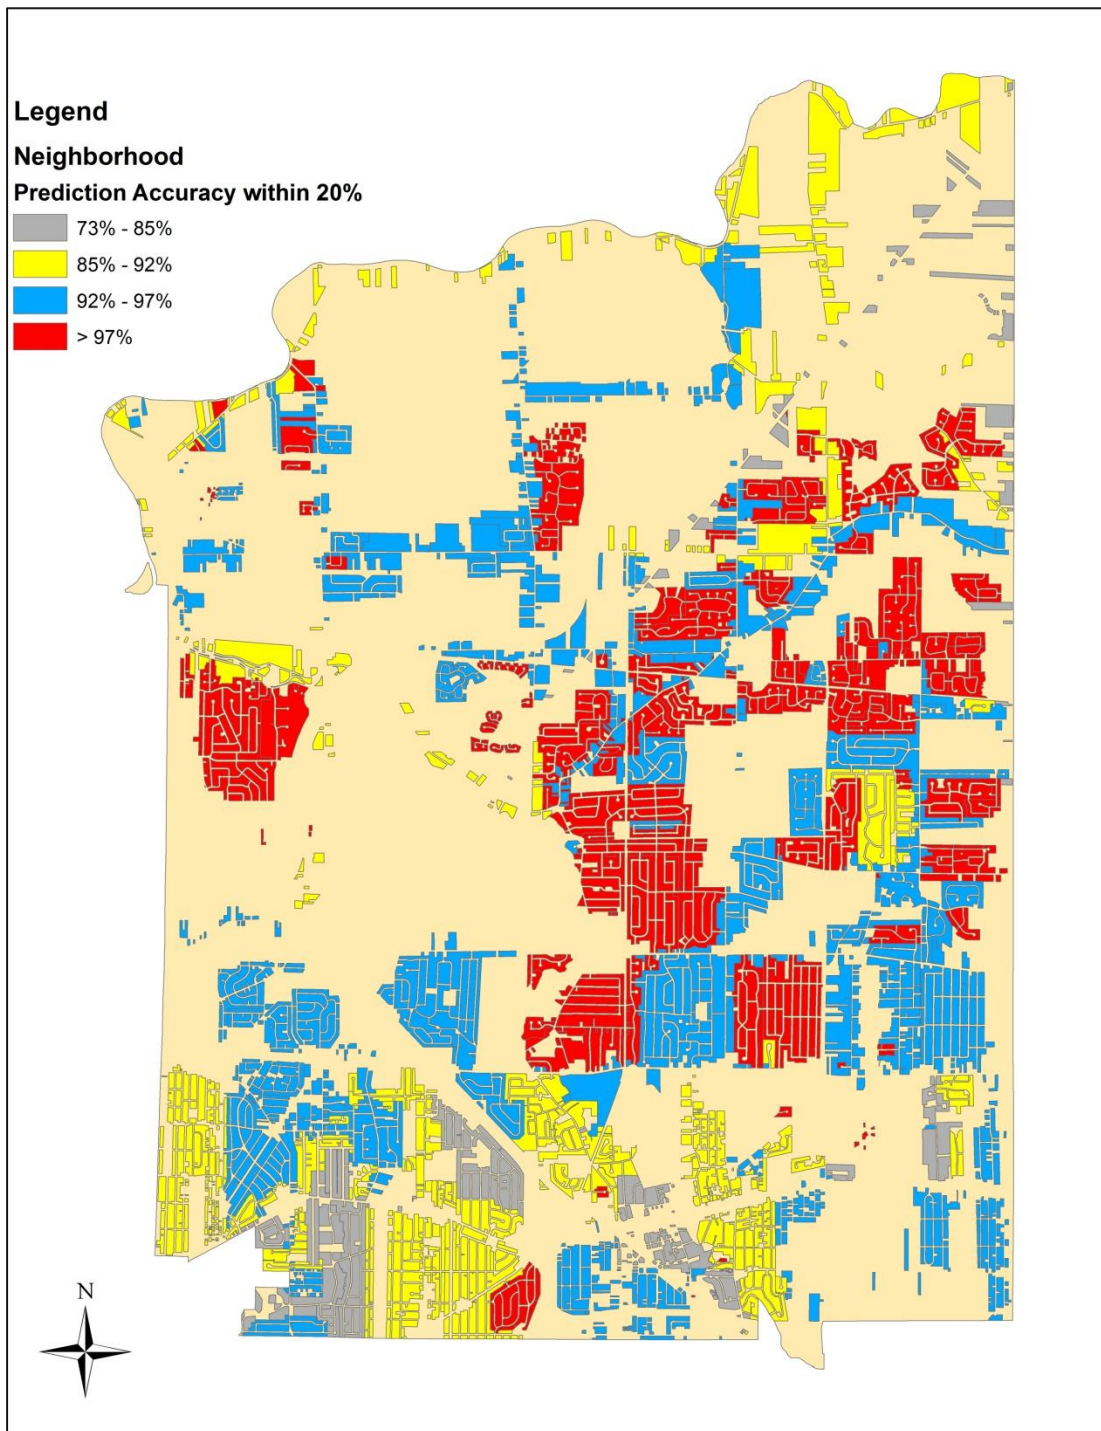 Legend
Neighborhood
Prediction Accuracy within 20%
73% - 85%
85% - 92%
92% - 97%
> 97%
N